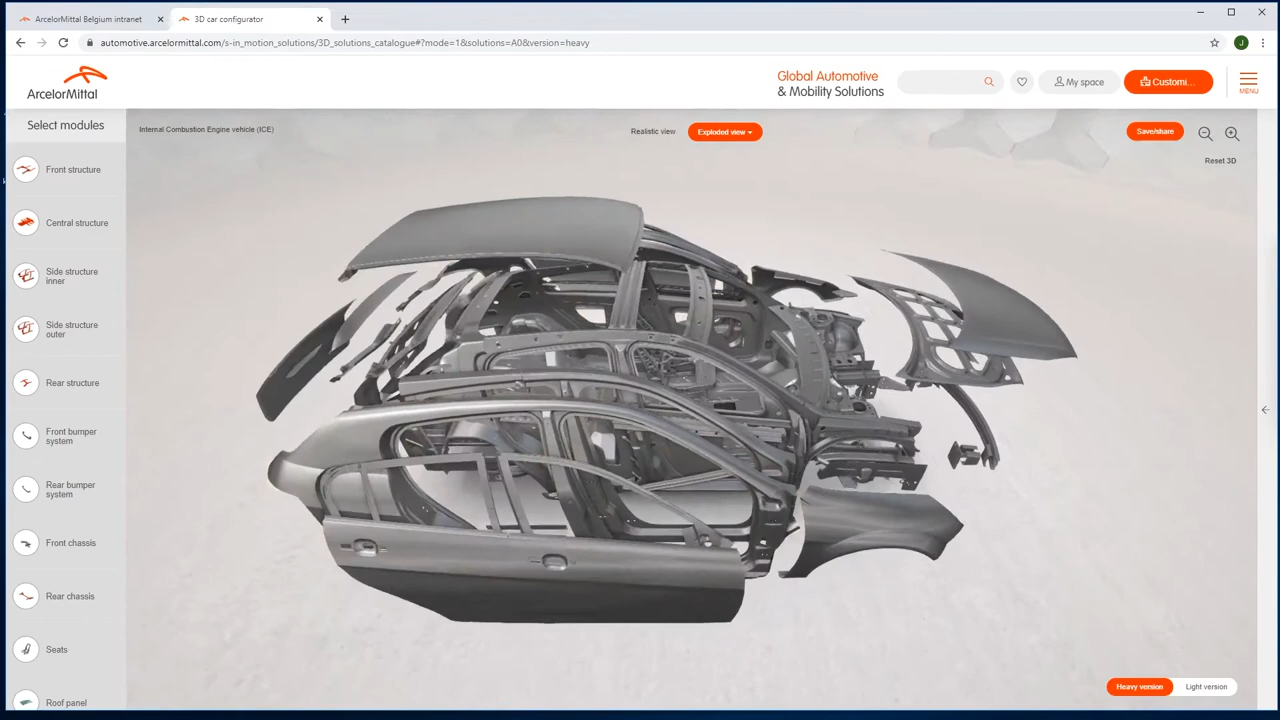 ArcelorMittal Belgium intranet
3D car configurator
automotive.arcelormittal.com/s-in_motion_solutions/3D_solutions_catalogue#?mode=1&solutions=A0&version=heavy
J
ArcelorMittal
Global Automotive
& Mobility Solutions
My space
Customi...
MENU
Select modules
Internal Combustion Engine vehicle (ICE)
Realistic view
Exploded view
Save/share
Reset 3D
Front structure
Central structure
Side structure
inner
Side structure
outer
Rear structure
Front bumper
system
Rear bumper
system
Front chassis
Rear chassis
Seats
Roof panel
Heavy version
Light version